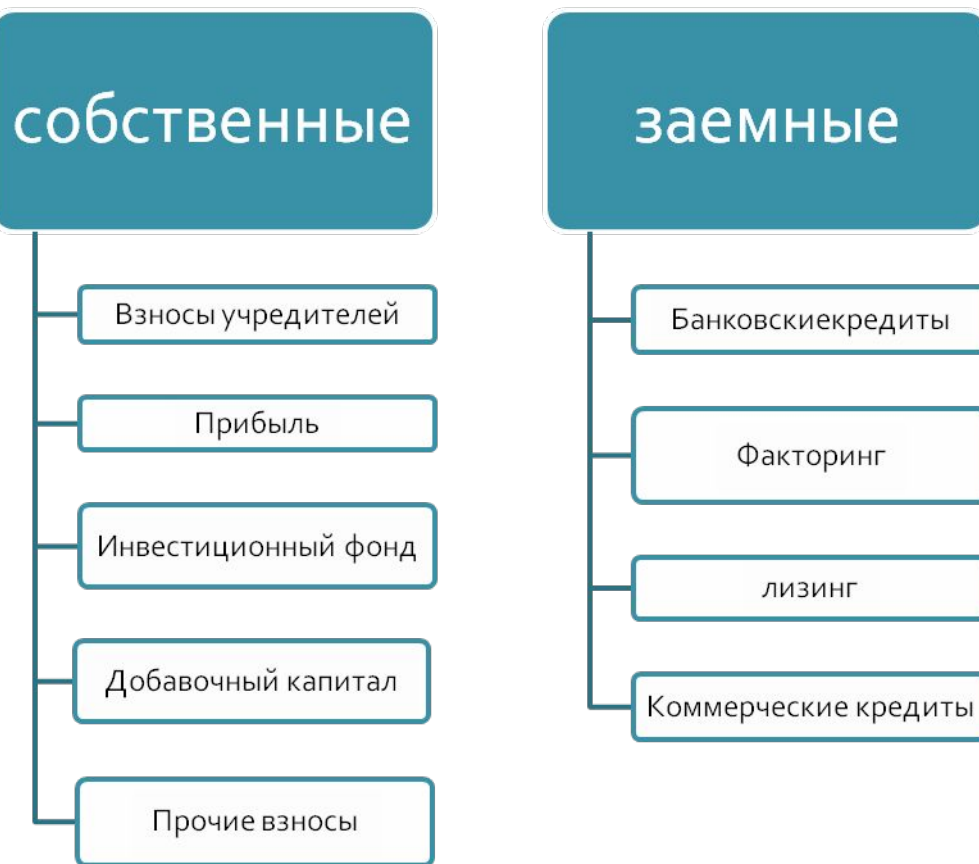 собственные
Взносы учредителей
Прибыль
Инвестиционный фонд
Добавочный капитал
Прочие взносы
заемные
Банковскиекредиты
Факторинг
лизинг
Коммерческие кредиты